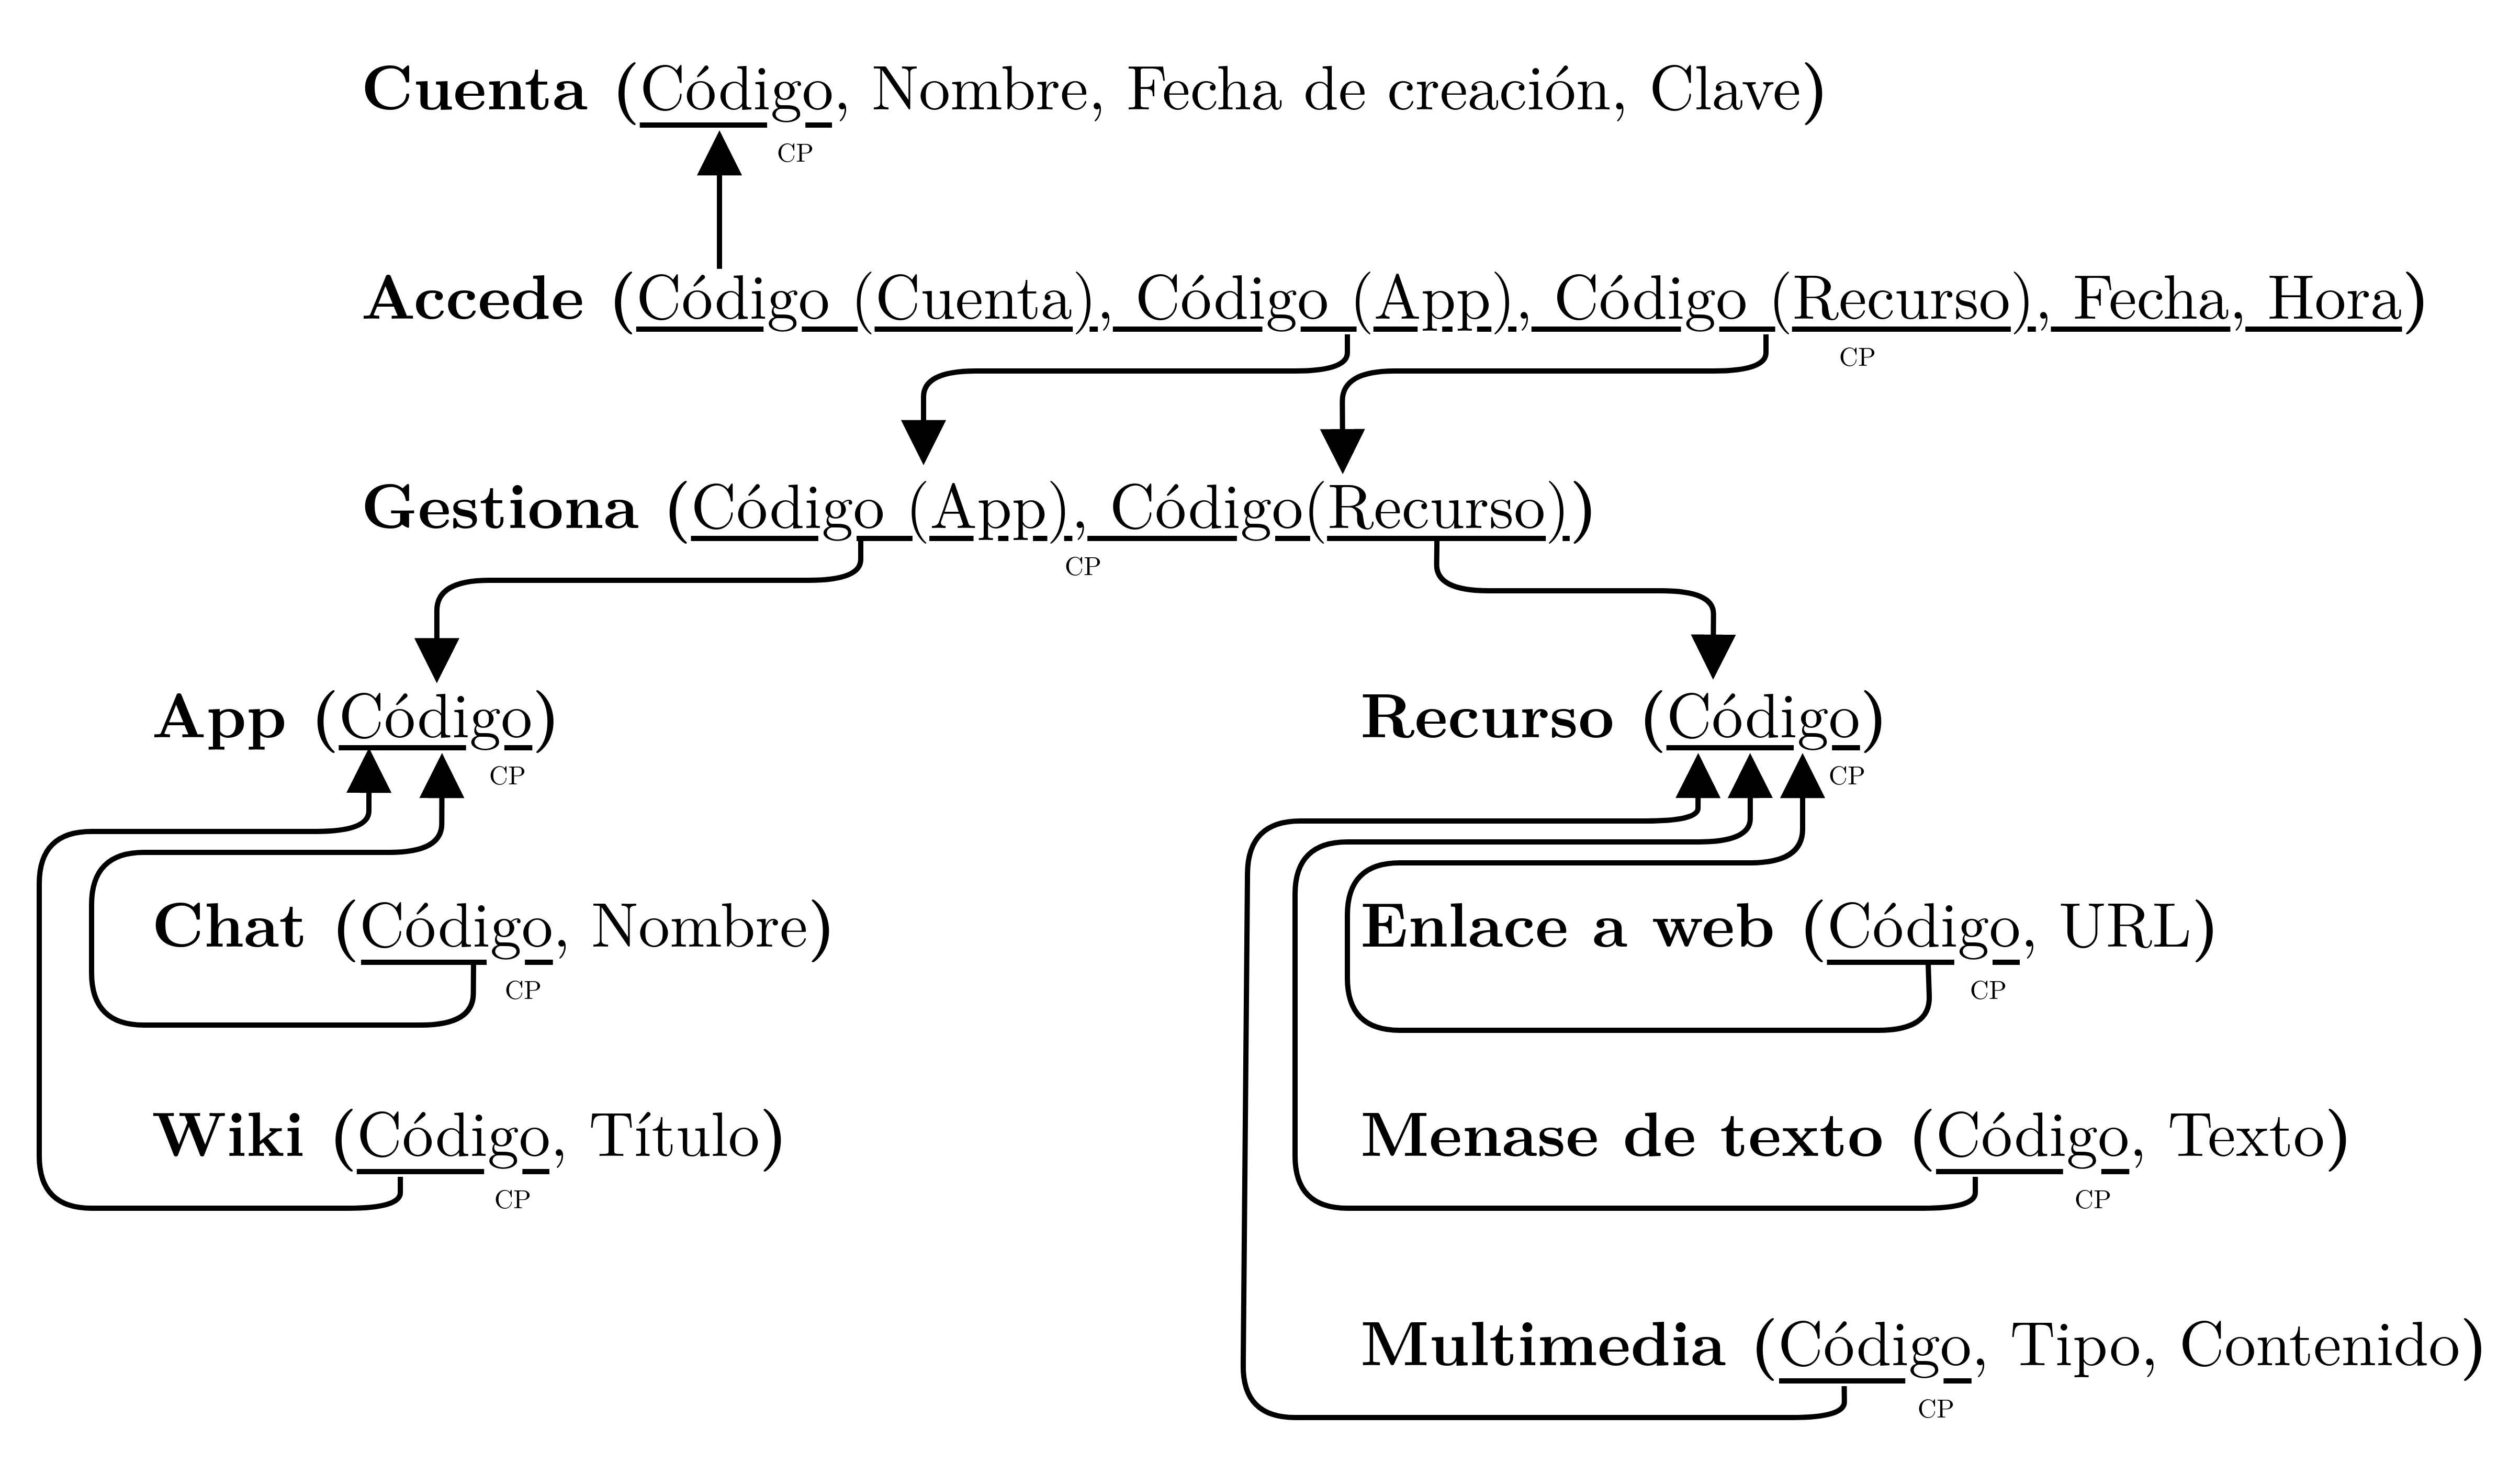 Cuenta (Código, Nombre, Fecha de creación, Clave)
CP
Accede (Código (Cuenta), Código (App), Código (Recurso), Fecha, Hora)
CP
Gestiona (Código (App), Código(Recurso))
CP
App (Código)
CP
Recurso (Código)
CP
Chat (Código, Nombre)
CP
Enlace a web (Código, URL)
CP
Wiki (Código, Título)
CP
Menase de texto (Código, Texto)
CP
Multimedia (Código, Tipo, Contenido)
CP